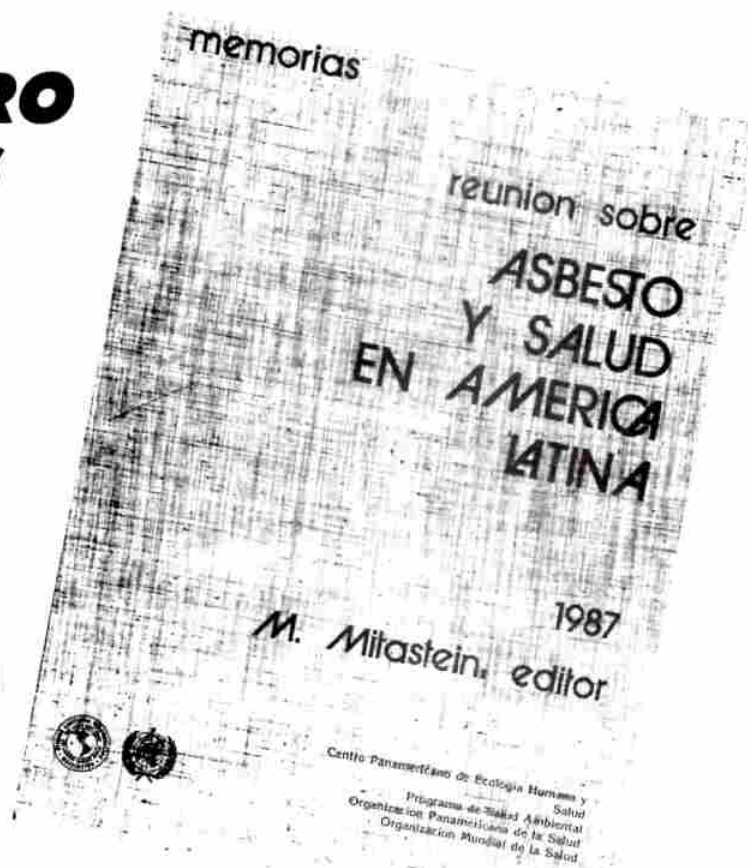 RO
memorias
reunion sobre
ASBESTO
Y SALUD
EN AMERICA
LATINA
1987
M. Mitastein, editor
Centro Panamericano de Ecologia Humana y
Salud
Programa de Salud Ambiental
Organizacion Panamericana de la Salud
Organizacion Mundial de la Salud